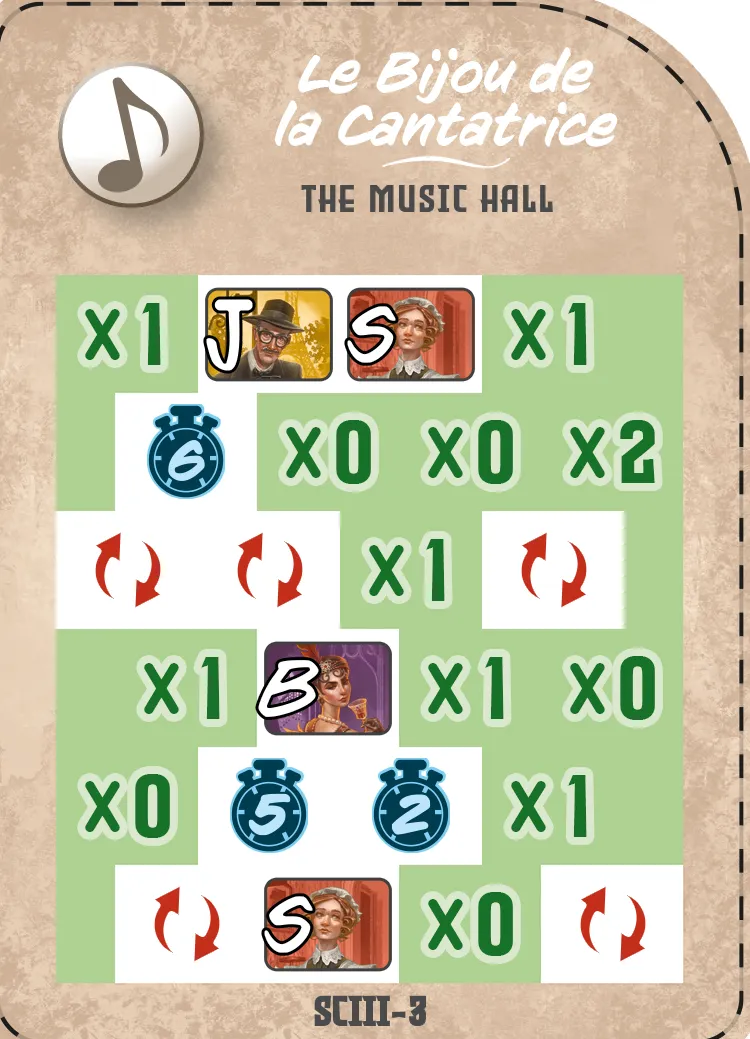 Le Bijou de
la Cantatrice
THE MUSIC HALL
X1 J S X1
6 X0 X0 X2
X1
X1 B X1 X0
X0 5 2 X1
S X0
SCIII-3